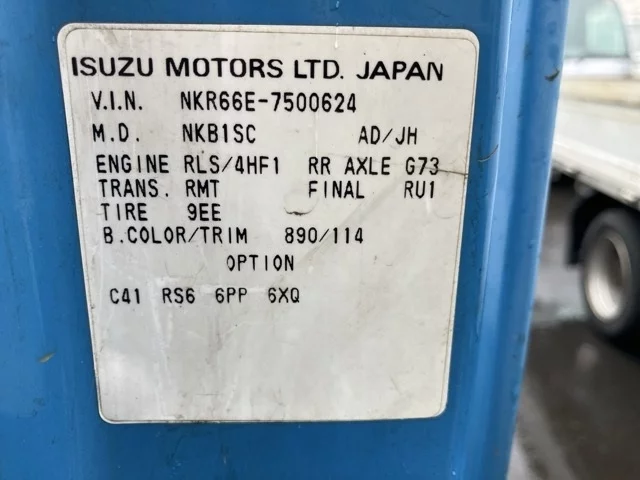 ISUZU MOTORS LTD. JAPAN
V.I.N. NKR66E-7500624
M.D. NKB1SC AD/JH
ENGINE RLS/4HF1 RR AXLE G73
TRANS. RMT FINAL RU1
TIRE 9EE
B.COLOR/TRIM 890/114
OPTION
C41 RS6 6PP 6XQ